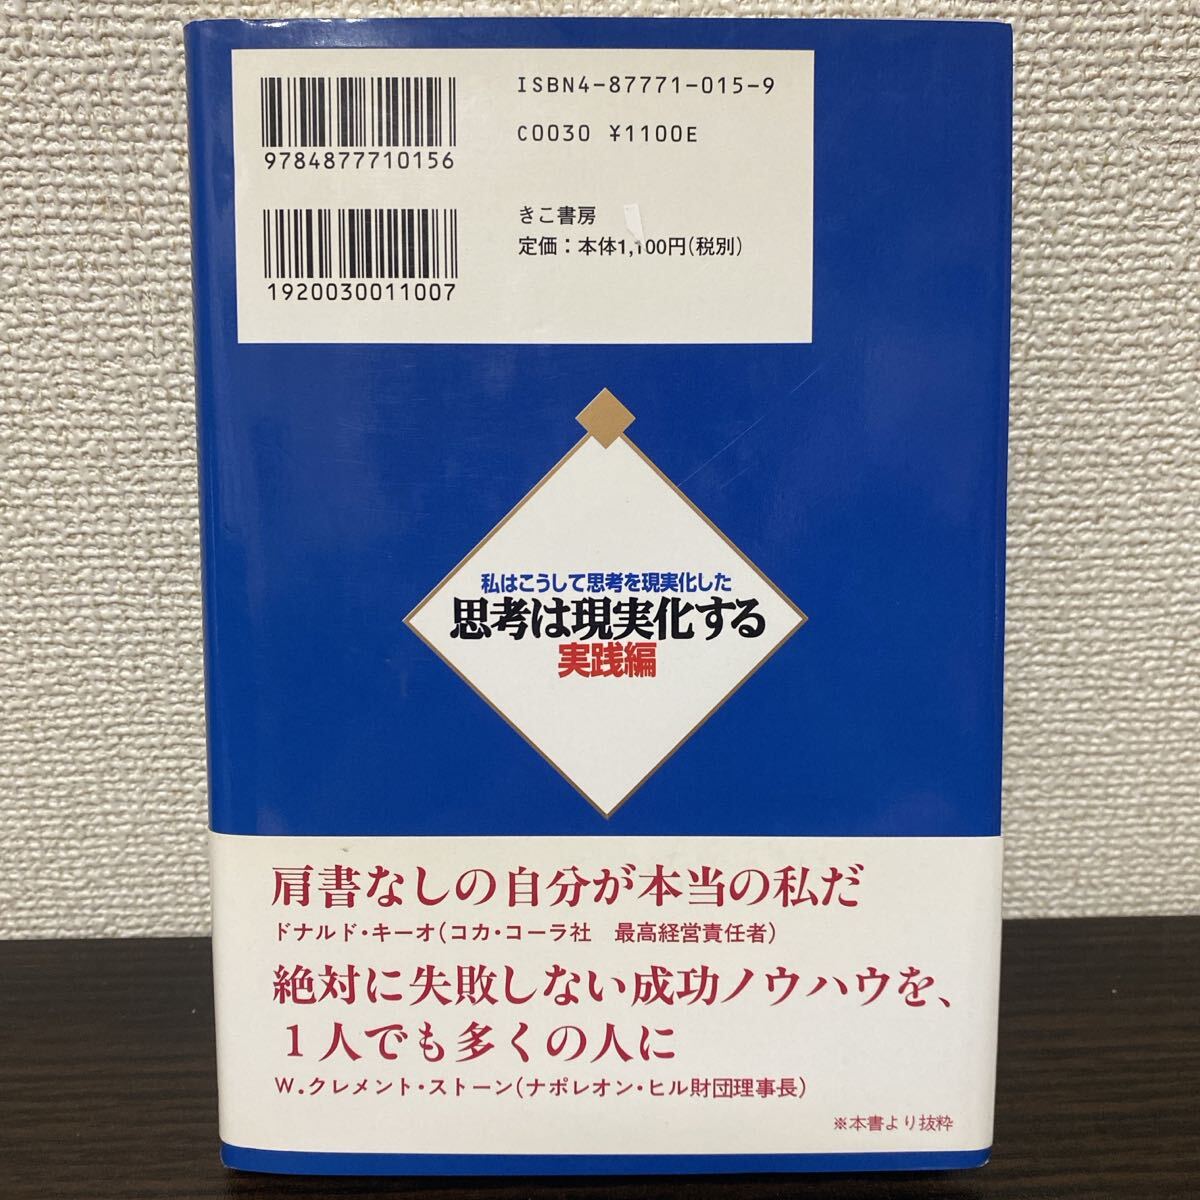 ISBN4-87771-015-9
C0030 ¥1100E
9784877710156
きこ書房
定価：本体1,100円(税別)
1920030011007
私はこうして思考を現実化した
思考は現実化する
実践編
肩書なしの自分が本当の私だ
ドナルド・キーオ(コカ・コーラ社　最高経営責任者)
絶対に失敗しない成功ノウハウを、
１人でも多くの人に
W.クレメント・ストーン(ナポレオン・ヒル財団理事長)
※本書より抜粋